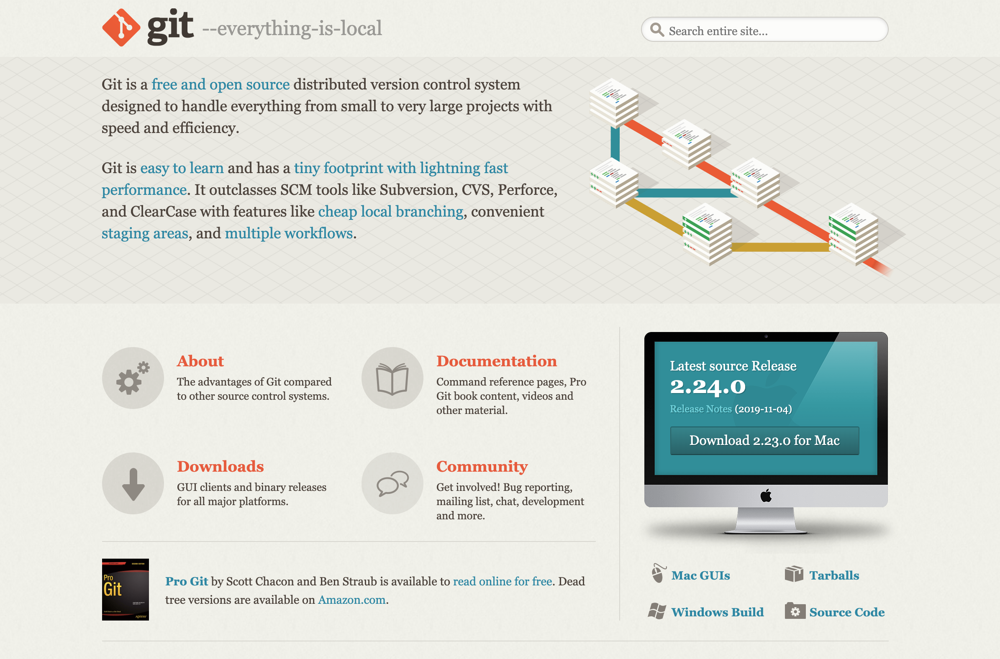 git --everything-is-local
Search entire site...
Git is a free and open source distributed version control system
designed to handle everything from small to very large projects with
speed and efficiency.
Git is easy to learn and has a tiny footprint with lightning fast
performance. It outclasses SCM tools like Subversion, CVS, Perforce,
and ClearCase with features like cheap local branching, convenient
staging areas, and multiple workflows.
About
The advantages of Git compared
to other source control systems.
Documentation
Command reference pages, Pro
Git book content, videos and
other material.
Downloads
GUI clients and binary releases
for all major platforms.
Community
Get involved! Bug reporting,
mailing list, chat, development
and more.
Pro
Git
Apress
Pro Git by Scott Chacon and Ben Straub is available to read online for free. Dead
tree versions are available on Amazon.com.
Latest source Release
2.24.0
Release Notes (2019-11-04)
Download 2.23.0 for Mac
Mac GUIs
Tarballs
Windows Build
Source Code